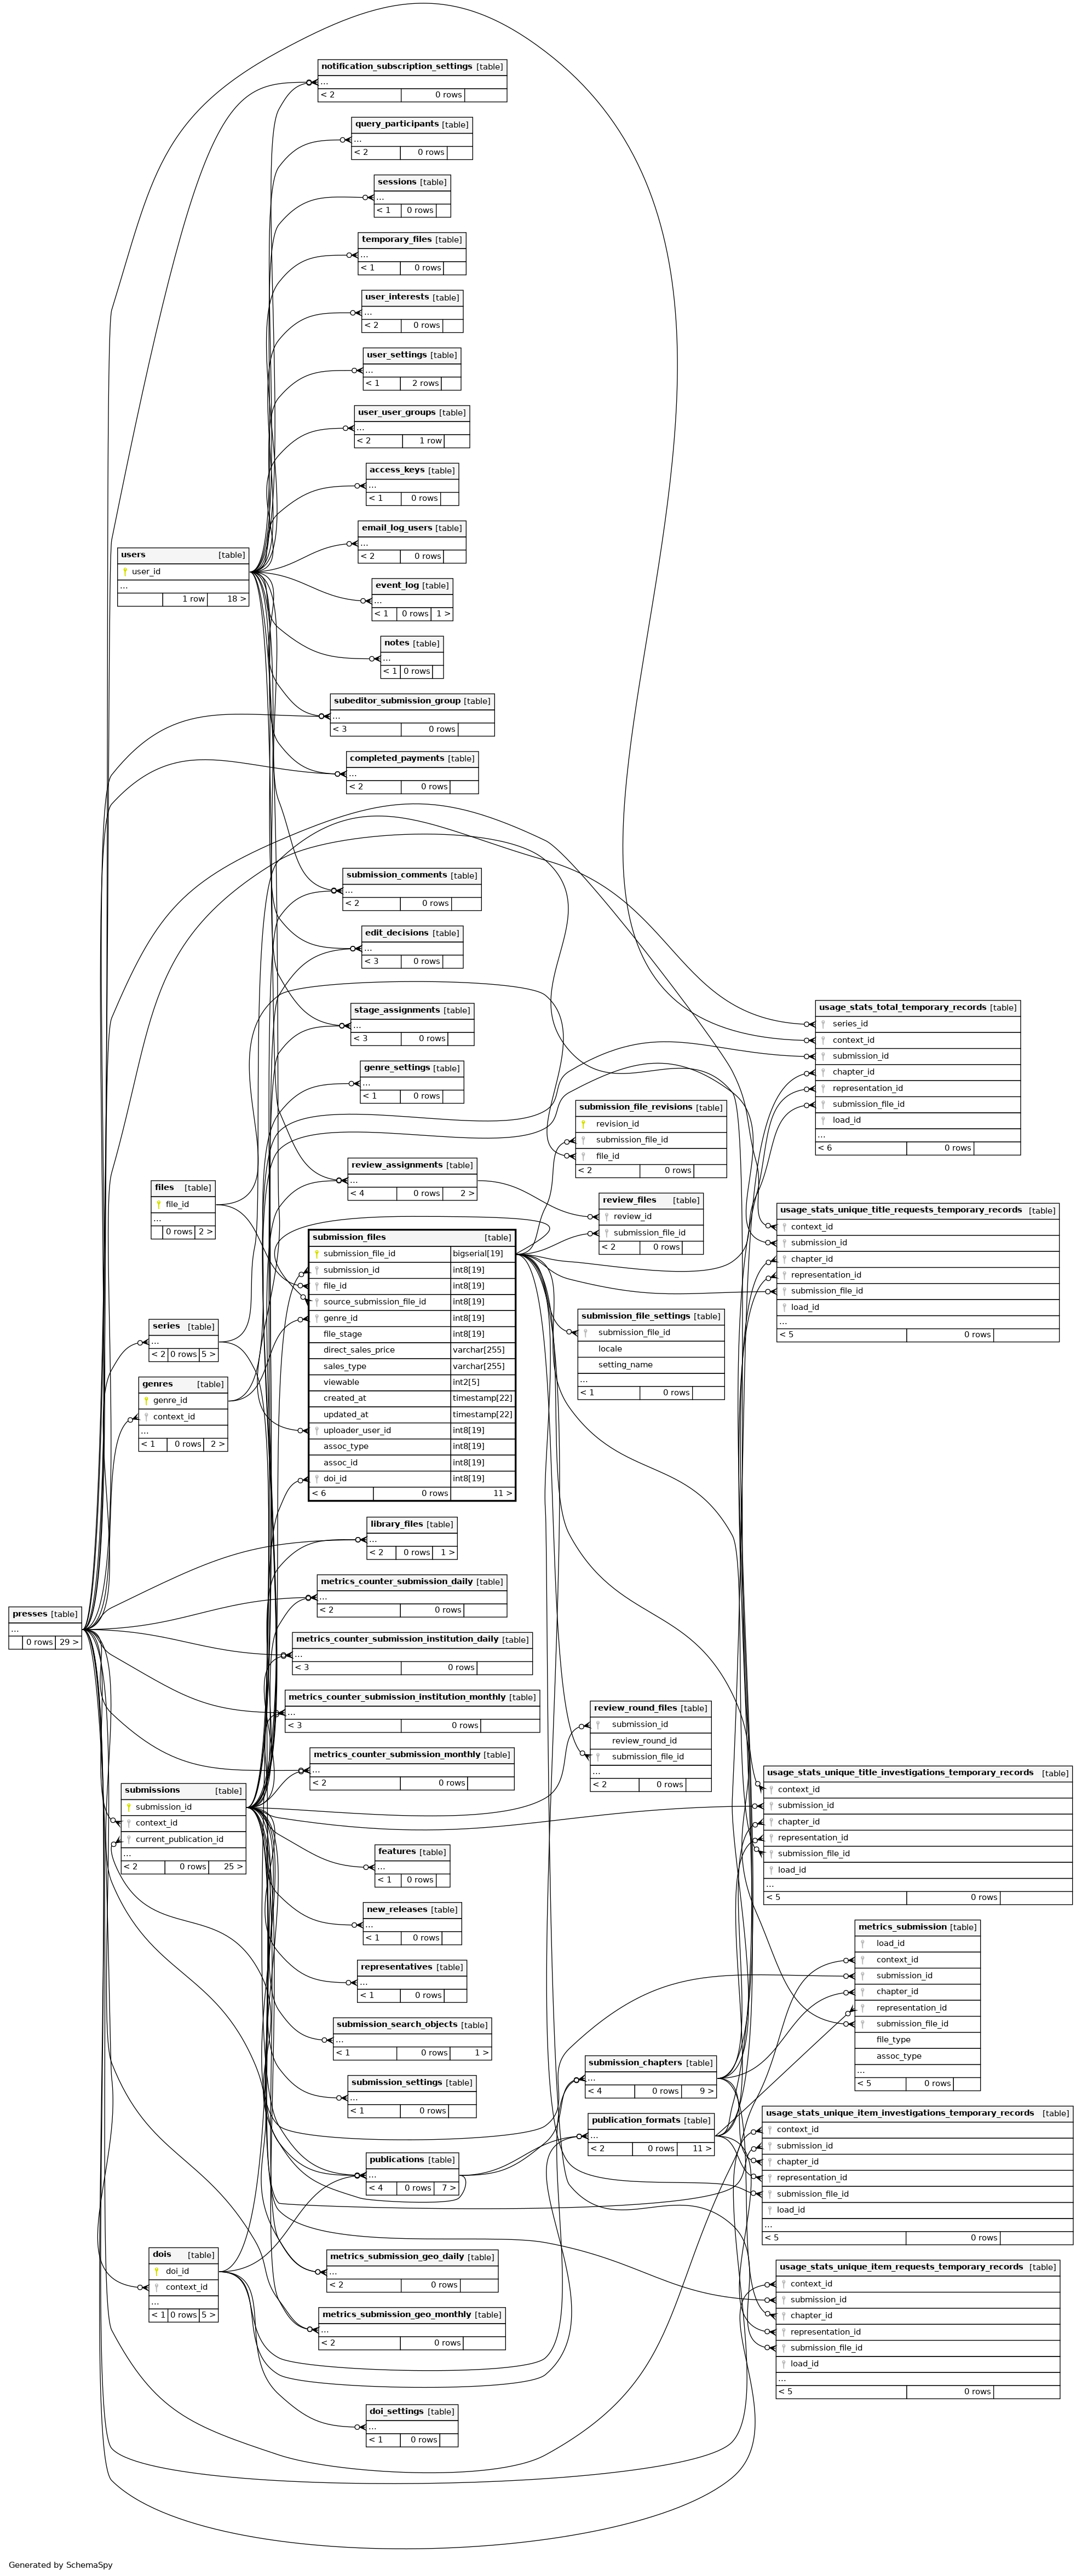 notification_subscription_settings [table]
...
< 2 0 rows
query_participants [table]
...
< 2 0 rows
sessions [table]
...
< 1 0 rows
temporary_files [table]
...
< 1 0 rows
user_interests [table]
...
< 2 0 rows
user_settings [table]
...
< 1 2 rows
user_user_groups [table]
...
< 2 1 row
access_keys [table]
...
< 1 0 rows
email_log_users [table]
...
< 2 0 rows
users [table]
user_id
...
1 row 18 >
event_log [table]
...
< 1 0 rows 1 >
notes [table]
...
< 1 0 rows
subeditor_submission_group [table]
...
< 3 0 rows
completed_payments [table]
...
< 2 0 rows
submission_comments [table]
...
< 2 0 rows
edit_decisions [table]
...
< 3 0 rows
stage_assignments [table]
...
< 3 0 rows
genre_settings [table]
...
< 1 0 rows
usage_stats_total_temporary_records [table]
series_id
context_id
submission_id
chapter_id
representation_id
submission_file_id
load_id
...
< 6 0 rows
submission_file_revisions [table]
revision_id
submission_file_id
file_id
...
< 2 0 rows
review_assignments [table]
...
< 4 0 rows 2 >
files [table]
file_id
...
0 rows 2 >
review_files [table]
review_id
submission_file_id
< 2 0 rows
usage_stats_unique_title_requests_temporary_records [table]
context_id
submission_id
chapter_id
representation_id
submission_file_id
load_id
...
< 5 0 rows
submission_files [table]
submission_file_id bigserial[19]
submission_id int8[19]
file_id int8[19]
source_submission_file_id int8[19]
genre_id int8[19]
file_stage int8[19]
direct_sales_price varchar[255]
sales_type varchar[255]
viewable int2[5]
created_at timestamp[22]
updated_at timestamp[22]
uploader_user_id int8[19]
assoc_type int8[19]
assoc_id int8[19]
doi_id int8[19]
< 6 0 rows 11 >
submission_file_settings [table]
submission_file_id
locale
setting_name
...
< 1 0 rows
series [table]
...
< 2 0 rows 5 >
genres [table]
genre_id
context_id
...
< 1 0 rows 2 >
library_files [table]
...
< 2 0 rows 1 >
metrics_counter_submission_daily [table]
...
< 2 0 rows
presses [table]
...
0 rows 29 >
metrics_counter_submission_institution_daily [table]
...
< 3 0 rows
metrics_counter_submission_institution_monthly [table]
...
< 3 0 rows
review_round_files [table]
submission_id
review_round_id
submission_file_id
...
< 2 0 rows
metrics_counter_submission_monthly [table]
...
< 2 0 rows
submissions [table]
submission_id
context_id
current_publication_id
...
< 2 0 rows 25 >
usage_stats_unique_title_investigations_temporary_records [table]
context_id
submission_id
chapter_id
representation_id
submission_file_id
load_id
...
< 5 0 rows
features [table]
...
< 1 0 rows
new_releases [table]
...
< 1 0 rows
metrics_submission [table]
load_id
context_id
submission_id
chapter_id
representation_id
submission_file_id
file_type
assoc_type
...
< 5 0 rows
representatives [table]
...
< 1 0 rows
submission_search_objects [table]
...
< 1 0 rows 1 >
submission_chapters [table]
...
< 4 0 rows 9 >
submission_settings [table]
...
< 1 0 rows
publication_formats [table]
...
< 2 0 rows 11 >
usage_stats_unique_item_investigations_temporary_records [table]
context_id
submission_id
chapter_id
representation_id
submission_file_id
load_id
...
< 5 0 rows
publications [table]
...
< 4 0 rows 7 >
dois [table]
doi_id
context_id
...
< 1 0 rows 5 >
metrics_submission_geo_daily [table]
...
< 2 0 rows
usage_stats_unique_item_requests_temporary_records [table]
context_id
submission_id
chapter_id
representation_id
submission_file_id
load_id
...
< 5 0 rows
metrics_submission_geo_monthly [table]
...
< 2 0 rows
doi_settings [table]
...
< 1 0 rows
Generated by SchemaSpy